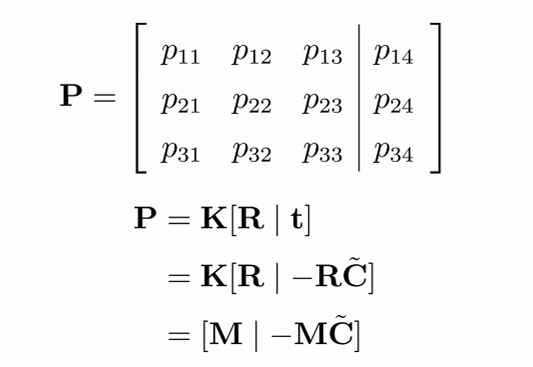 p₁₁ p₁₂ p₁₃ | p₁₄
P = [ p₂₁ p₂₂ p₂₃ | p₂₄ ]
p₃₁ p₃₂ p₃₃ | p₃₄
P = K[R | t]
= K[R | −RC̃]
= [M | −MC̃]